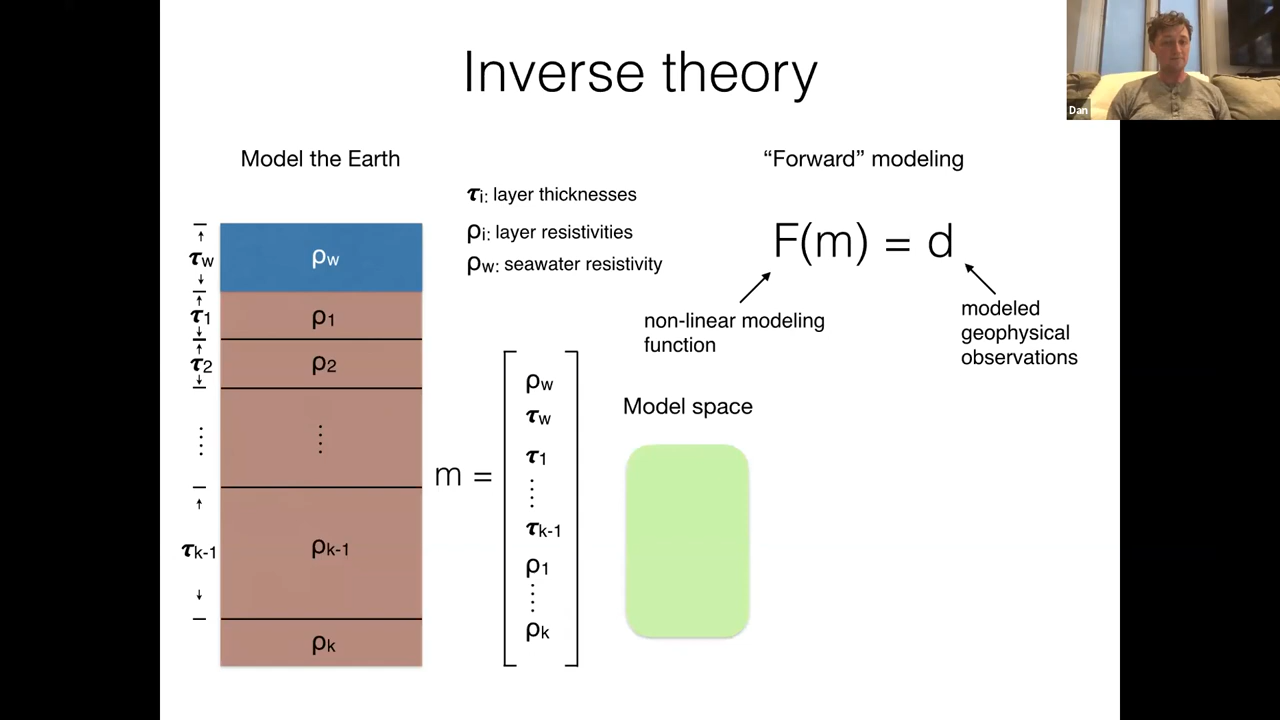 Inverse theory
Dan
Model the Earth
τi: layer thicknesses
ρi: layer resistivities
ρw: seawater resistivity
τw
ρw
τ1
ρ1
τ2
ρ2
τk-1
ρk-1
ρk
m =
ρw
τw
τ1
τk-1
ρ1
ρk
“Forward” modeling
F(m) = d
non-linear modeling
function
modeled
geophysical
observations
Model space